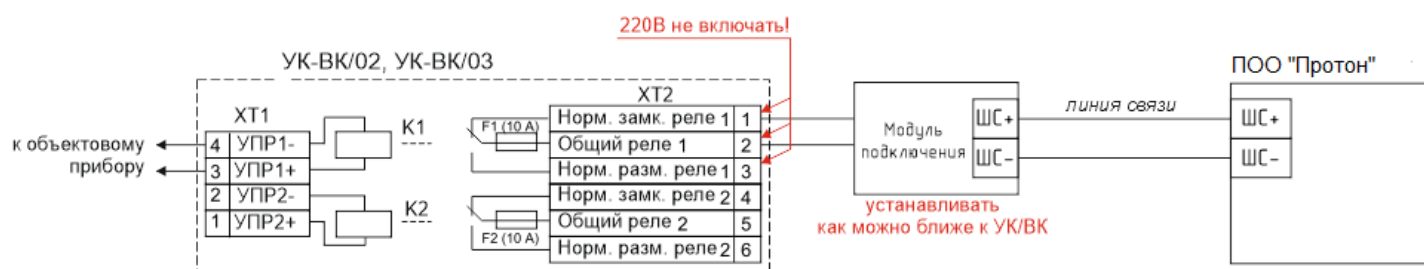 220В не включать!
УК-ВК/02, УК-ВК/03
ПОО "Протон"
XT1
4 УПР1-
3 УПР1+
2 УПР2-
1 УПР2+
к объектовому
прибору
K1
K2
F1 (10 А)
F2 (10 А)
XT2
Норм. замк. реле 1 1
Общий реле 1 2
Норм. разм. реле 1 3
Норм. замк. реле 2 4
Общий реле 2 5
Норм. разм. реле 2 6
Модуль
подключения
ШС+
ШС-
устанавливать
как можно ближе к УК/ВК
линия связи
ШС+
ШС-